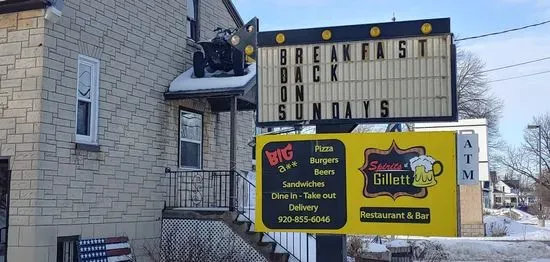 BREAKFAST
BACK
ON
SUNDAYS
BIG
a**
Pizza
Burgers
Beers
Sandwiches
Dine in - Take out
Delivery
920-855-6046
Spirits of
Gillett
Restaurant & Bar
ATM